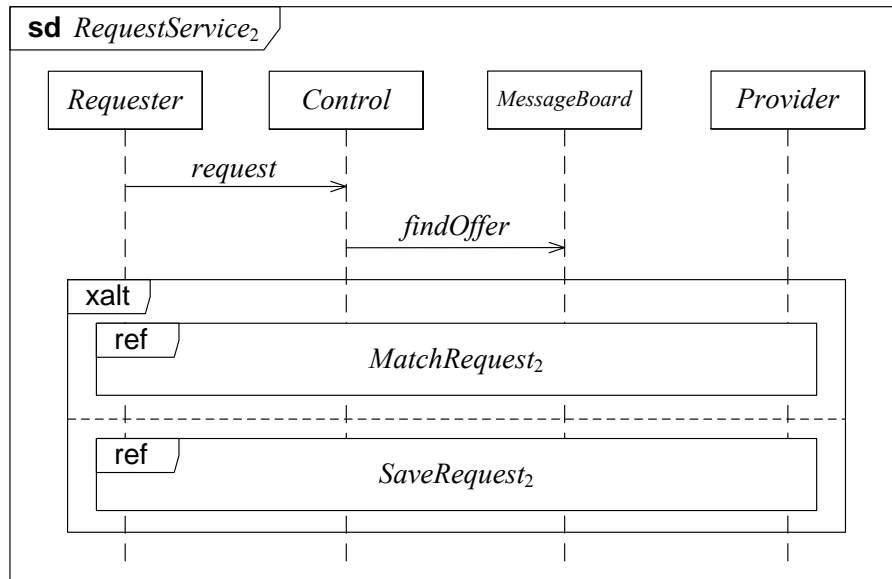 sd RequestService₂
Requester Control MessageBoard Provider
request
findOffer
xalt
ref
MatchRequest₂
ref
SaveRequest₂